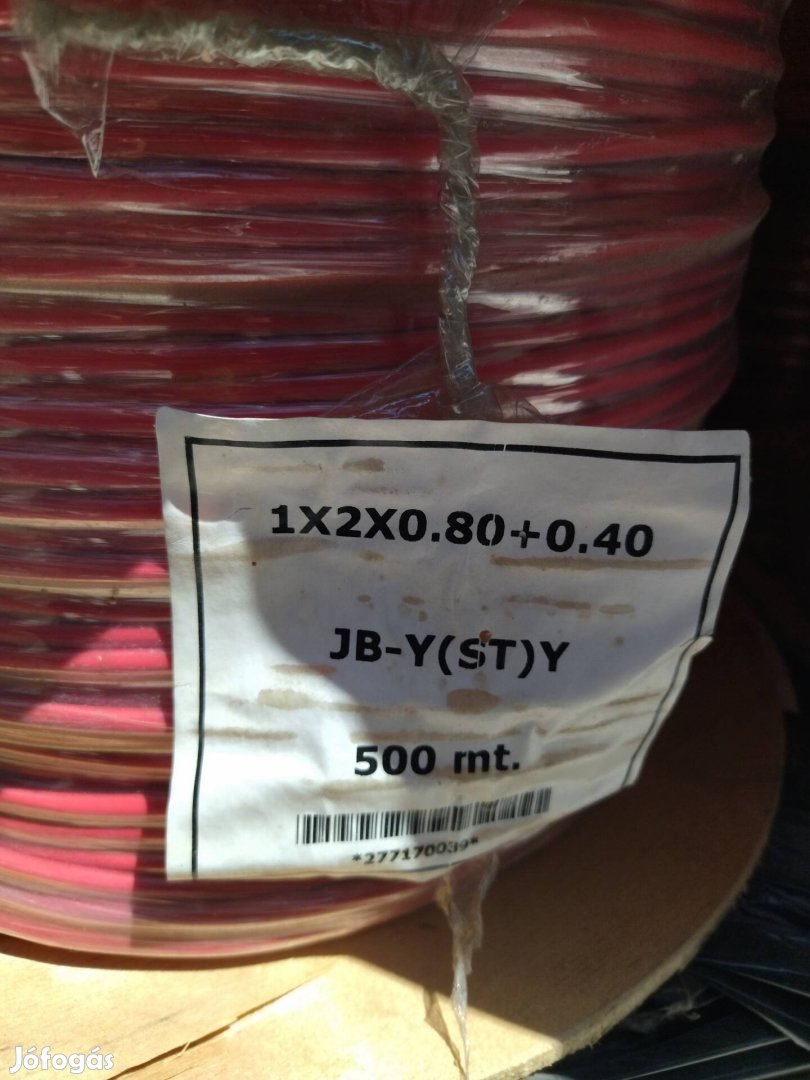 1X2X0.80+0.40
JB-Y(ST)Y
500 mt.
*277170039*
Jófogás